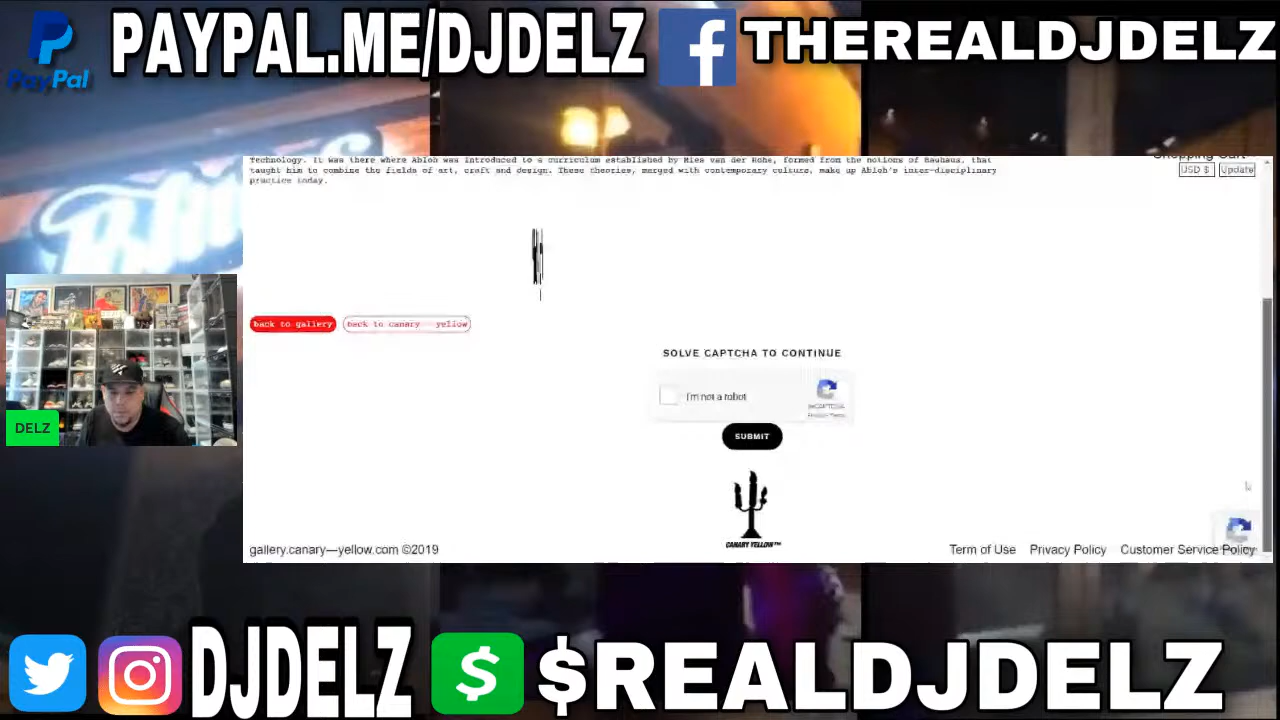 PayPal
PAYPAL.ME/DJDELZ
THEREALDJDELZ
Shopping Cart
Technology. It was there where Abloh was introduced to a curriculum established by Mies van der Rohe, formed from the notions of Bauhaus, that
taught him to combine the fields of art, craft and design. These theories, merged with contemporary culture, make up Abloh's inter-disciplinary
practice today.
USD $ Update
back to gallery back to canary—yellow
SOLVE CAPTCHA TO CONTINUE
I'm not a robot
reCAPTCHA
SUBMIT
DELZ
CANARY YELLOW™
gallery.canary—yellow.com ©2019
Term of Use Privacy Policy Customer Service Policy
DJDELZ
$
$REALDJDELZ